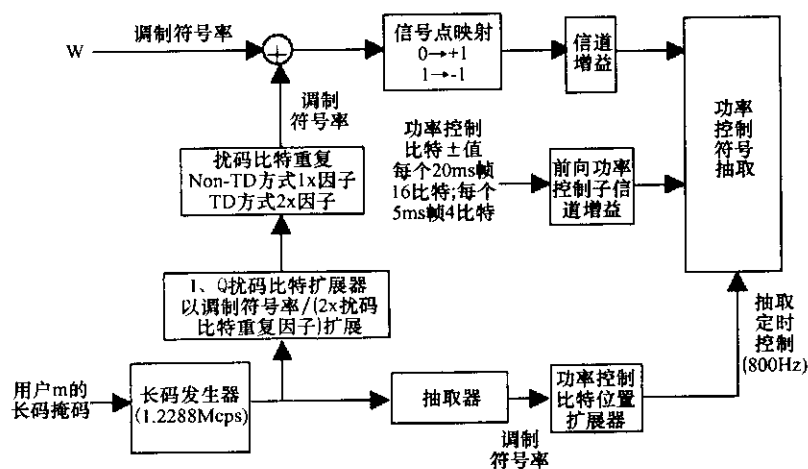 W
调制符号率
+
信号点映射
0→+1
1→-1
信道
增益
功率
控制
符号
抽取
调制
符号率
功率控制
比特±值
每个20ms帧
16比特;每个
5ms帧4比特
前向功率
控制子信
道增益
扰码比特重复
Non-TD方式1x因子
TD方式2x因子
I、Q扰码比特扩展器
以调制符号率/(2x扰码
比特重复因子)扩展
抽取
定时
控制
(800Hz)
用户m的
长码掩码
长码发生器
(1.2288Mcps)
抽取器
功率控制
比特位置
扩展器
调制
符号率